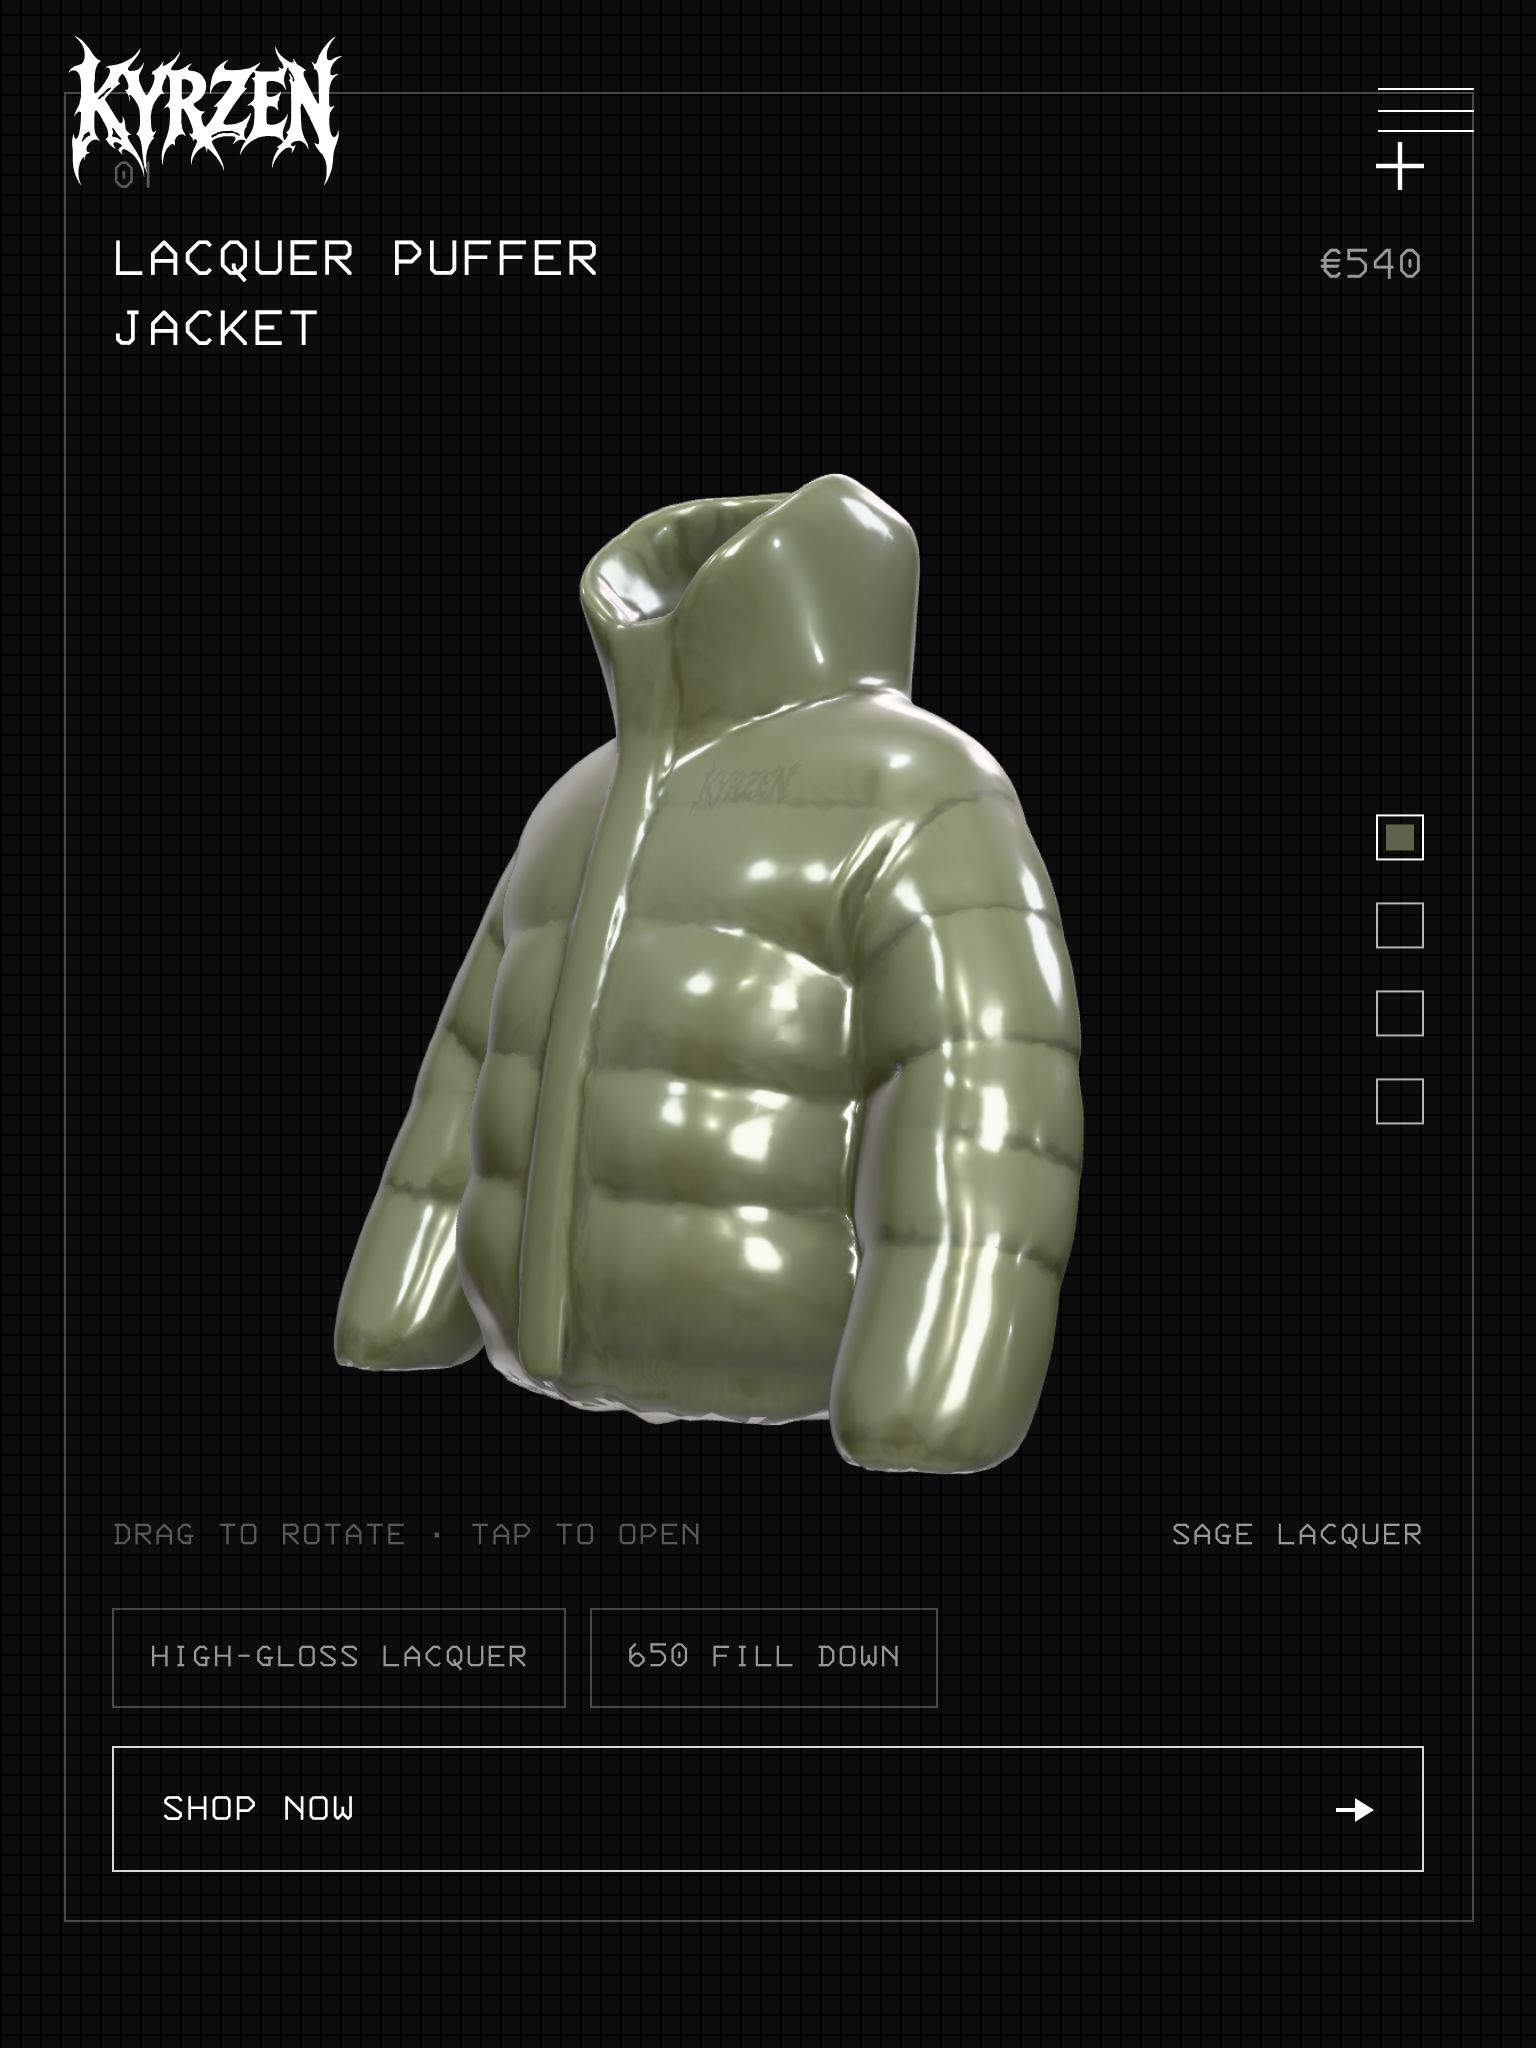 KYRZEN
01
LACQUER PUFFER
JACKET
€540
KYRZEN
DRAG TO ROTATE · TAP TO OPEN
SAGE LACQUER
HIGH-GLOSS LACQUER
650 FILL DOWN
SHOP NOW